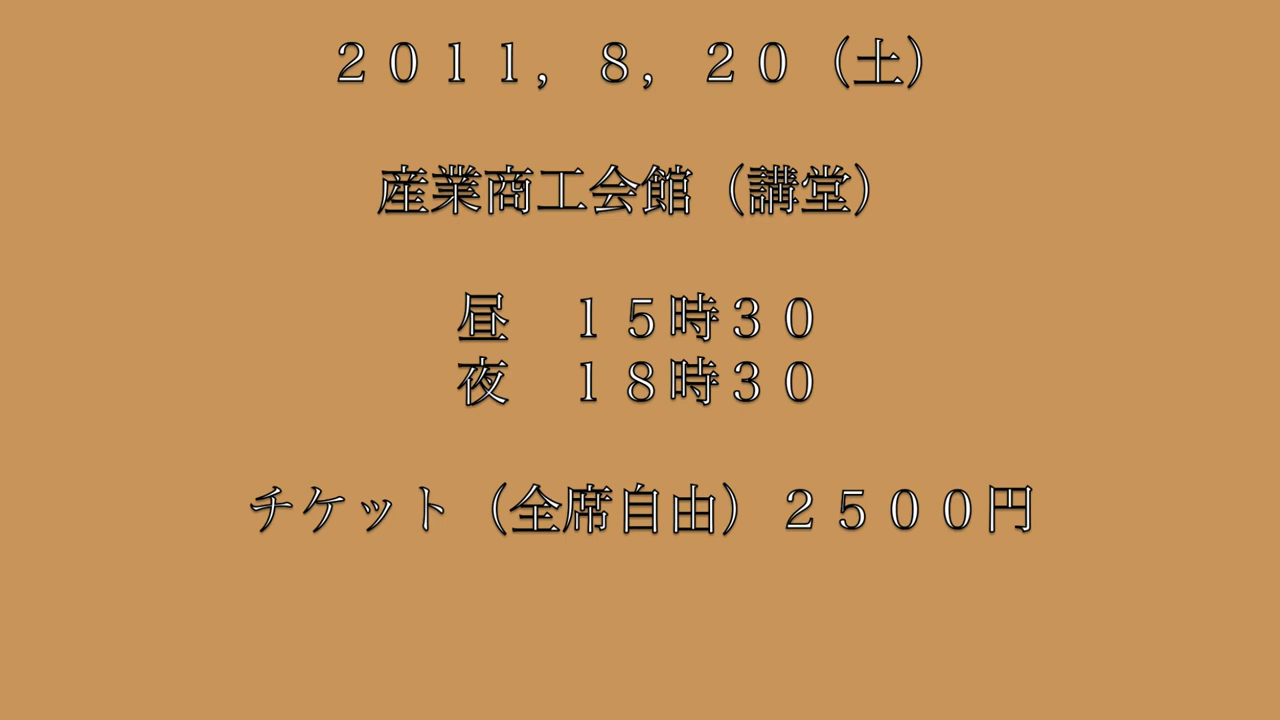 ２０１１，８，２０（土）
産業商工会館（講堂）
昼　１５時３０
夜　１８時３０
チケット（全席自由）２５００円